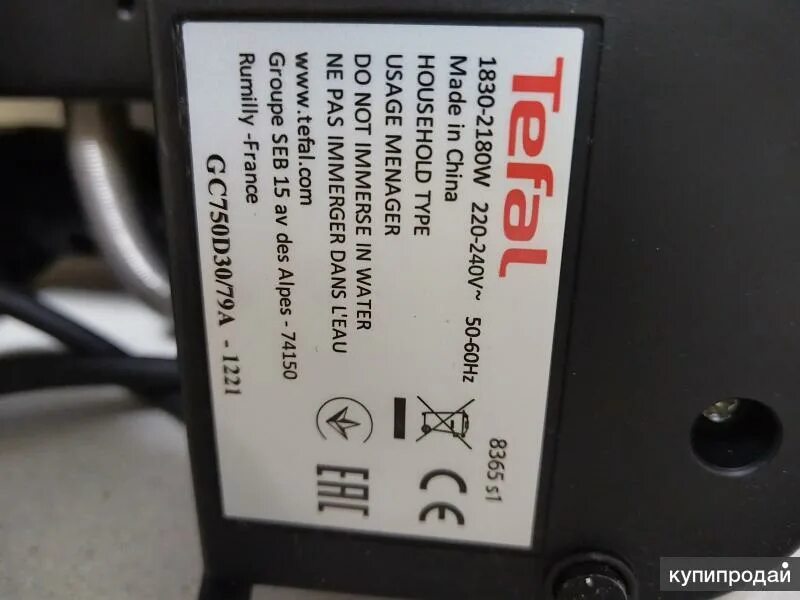 Tefal
8365 s1
1830-2180W 220-240V~ 50-60Hz
Made in China
HOUSEHOLD TYPE
USAGE MENAGER
DO NOT IMMERSE IN WATER
NE PAS IMMERGER DANS L'EAU
www.tefal.com
Groupe SEB 15 av des Alpes - 74150
Rumilly -France
GC750D30/79A - 1221
CE
EAC
купипродай